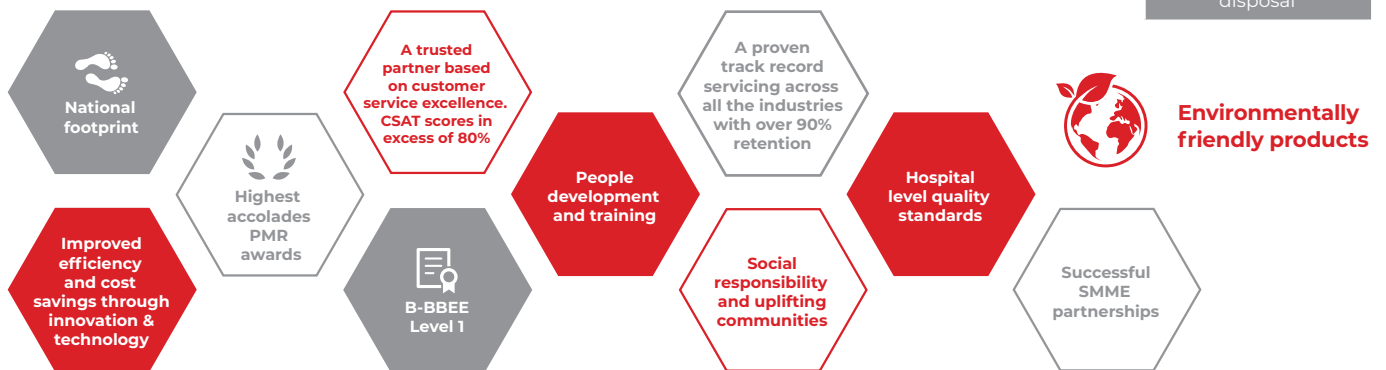 disposal
National
footprint
Improved
efficiency
and cost
savings through
innovation &
technology
Highest
accolades
PMR
awards
A trusted
partner based
on customer
service excellence.
CSAT scores in
excess of 80%
B-BBEE
Level 1
People
development
and training
A proven
track record
servicing across
all the industries
with over 90%
retention
Social
responsibility
and uplifting
communities
Hospital
level quality
standards
Successful
SMME
partnerships
Environmentally
friendly products